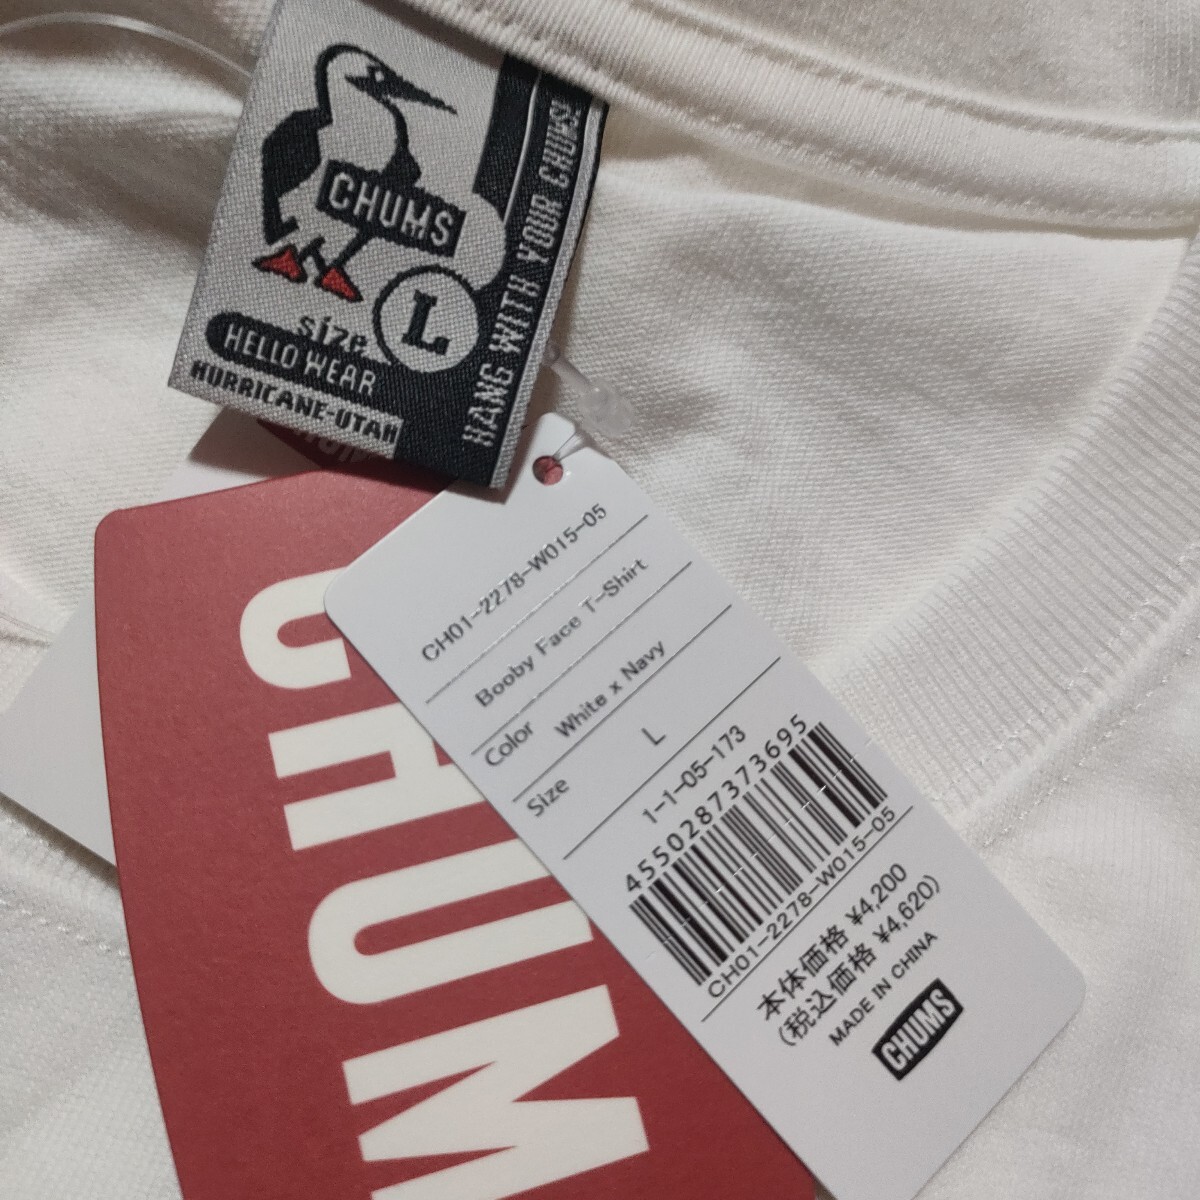 CHUMS
size L
HELLO WEAR
HURRICANE-UTAH
HANG WITH YOUR CHUMS!
CHUM
CH01-2278-W015-05
Booby Face T-Shirt
Color White x Navy
Size L
1-1-05-173
4550287373695
CH01-2278-W015-05
本体価格 ¥4,200
(税込価格 ¥4,620)
MADE IN CHINA
CHUMS